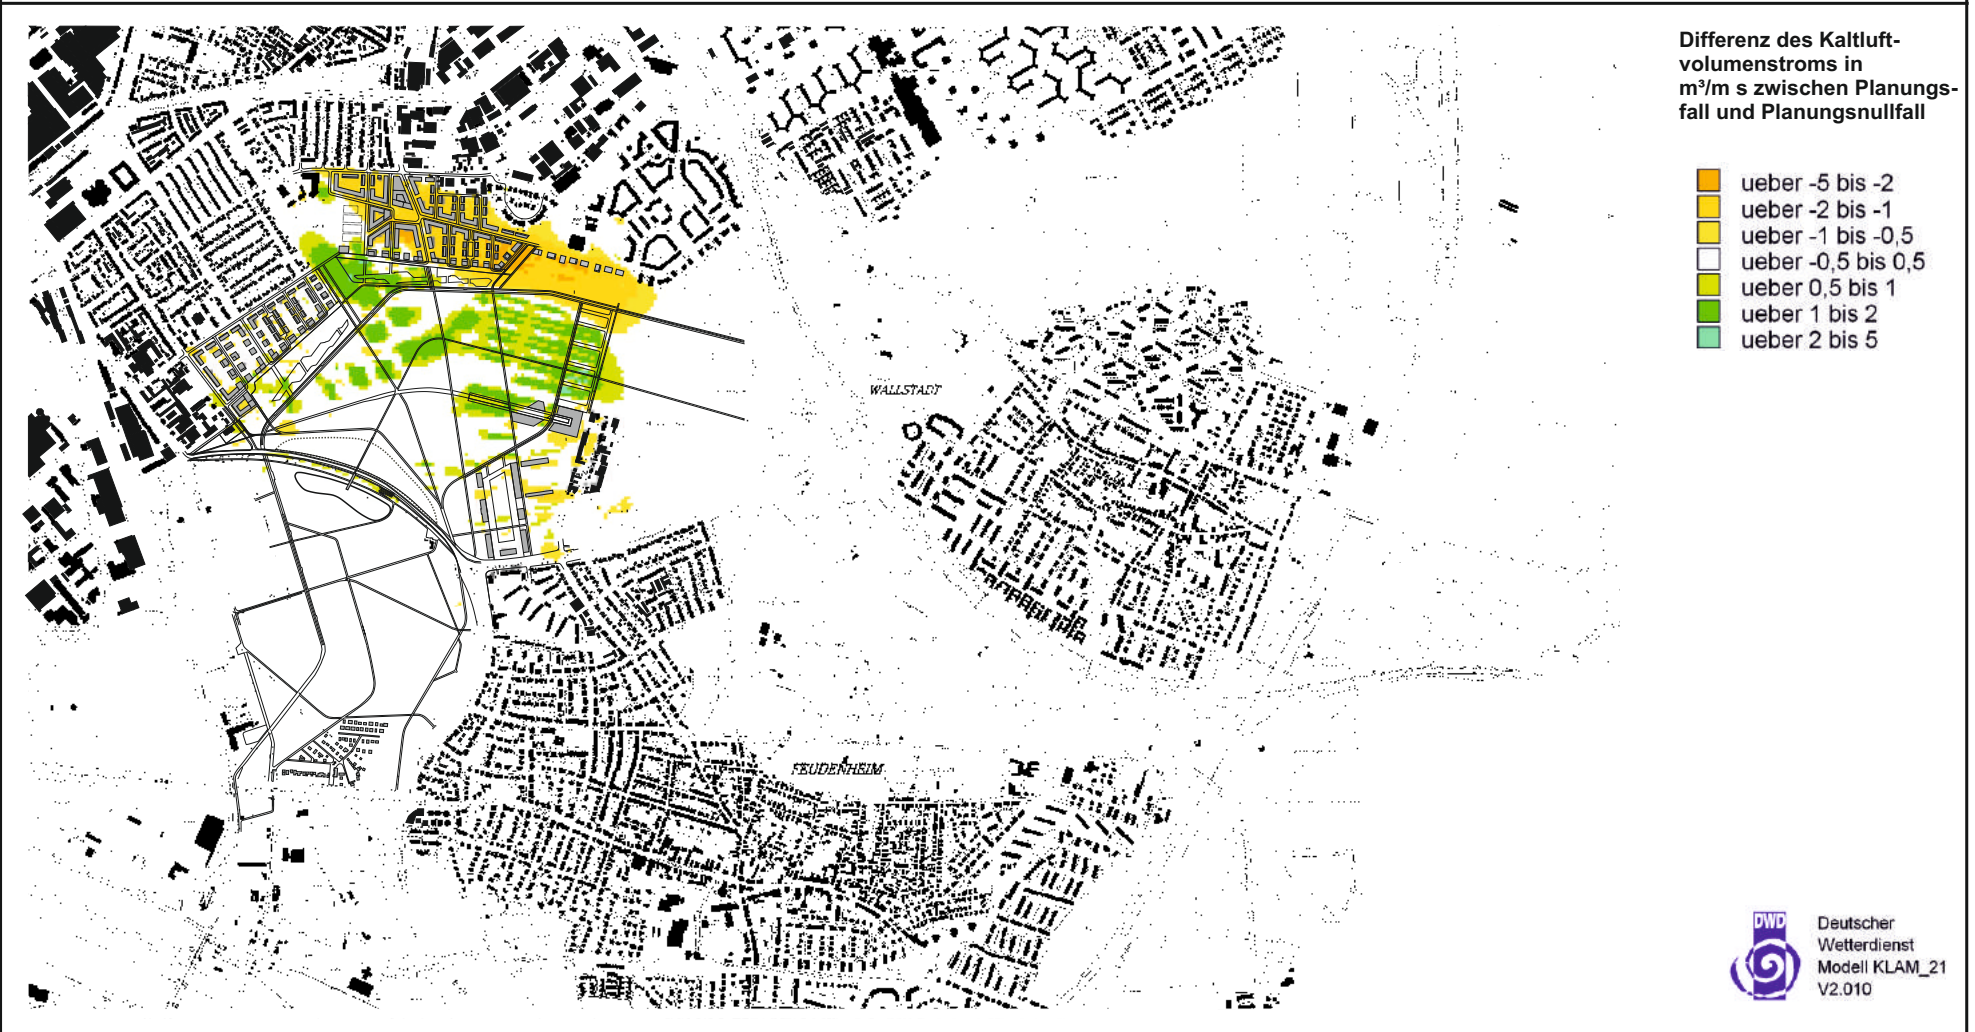 Differenz des Kaltluft-
volumenstroms in
m³/m s zwischen Planungs-
fall und Planungsnullfall
ueber -5 bis -2
ueber -2 bis -1
ueber -1 bis -0,5
ueber -0,5 bis 0,5
ueber 0,5 bis 1
ueber 1 bis 2
ueber 2 bis 5
WALLSTADT
FEUDENHEIM
DWD
Deutscher
Wetterdienst
Modell KLAM_21
V2.010